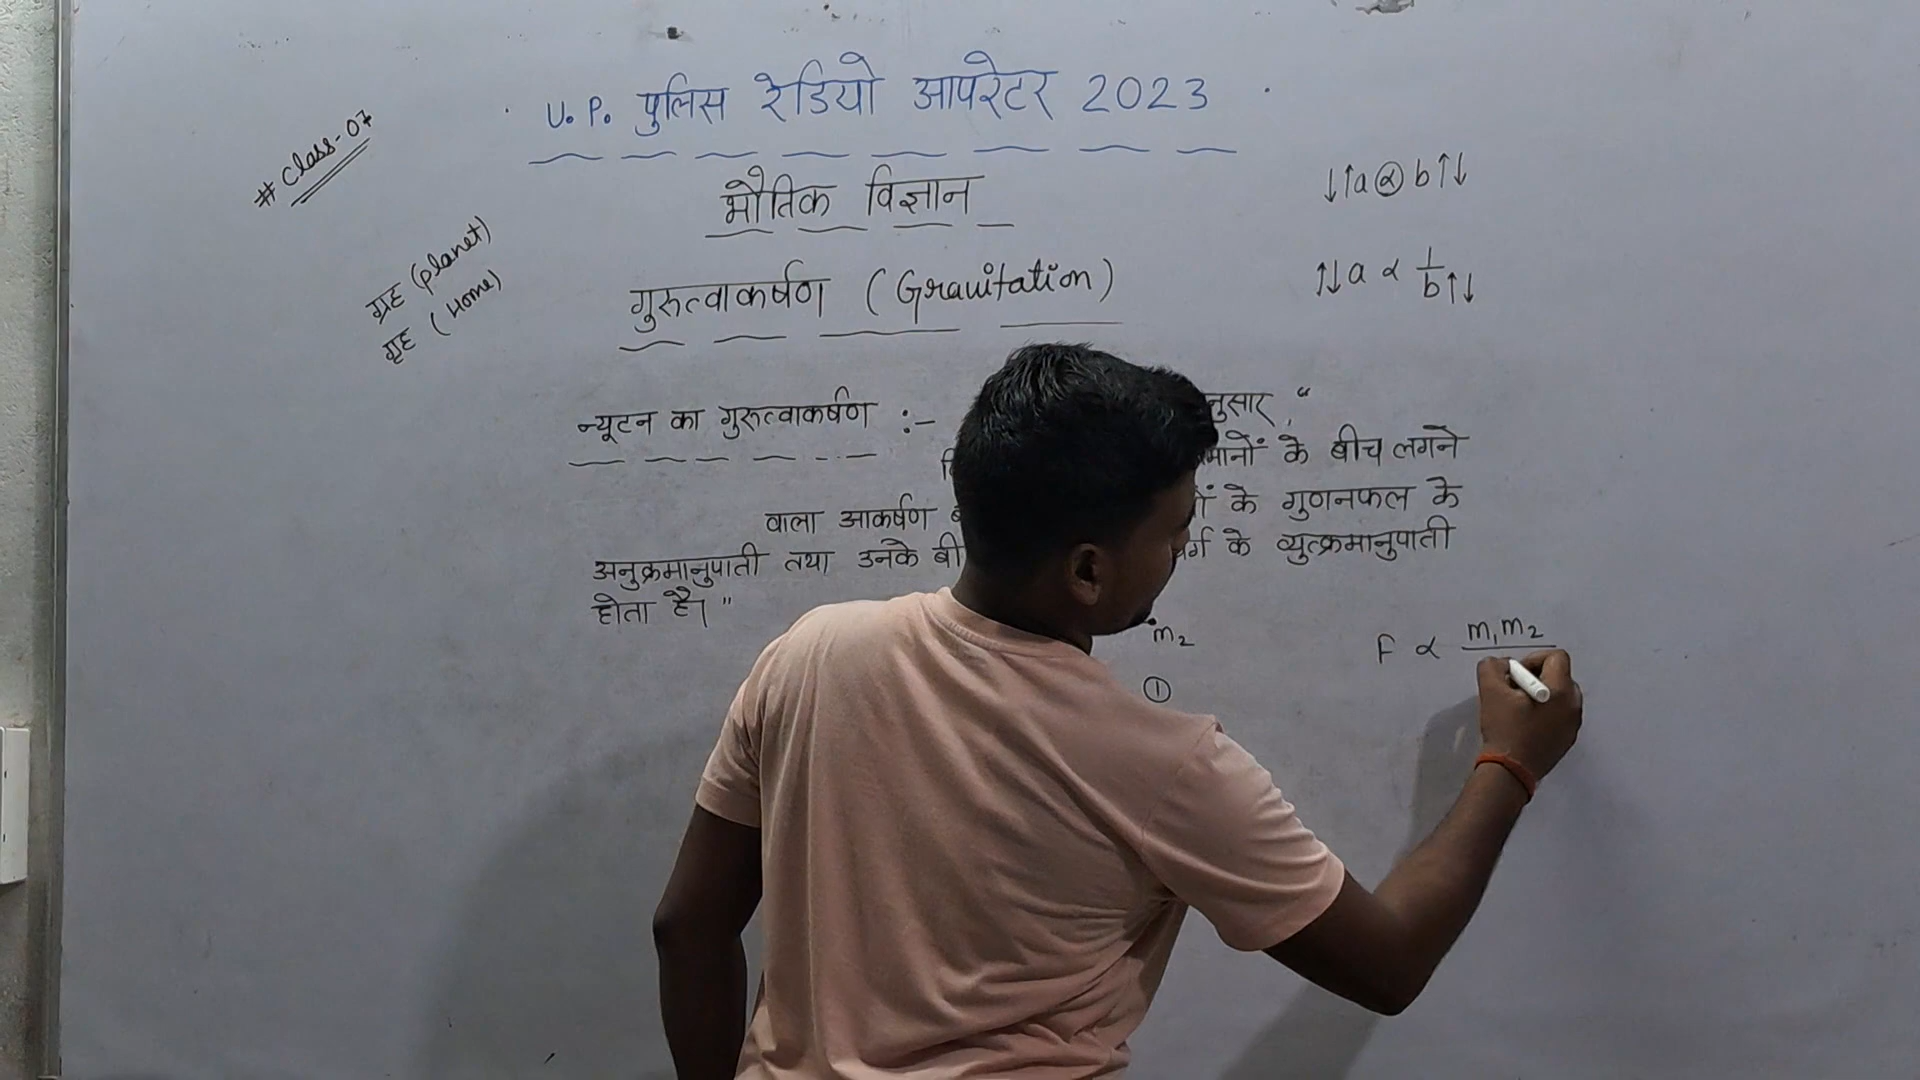 U. P. पुलिस रेडियो आपरेटर 2023
# Class-07
भौतिक विज्ञान
↓↑a∝b↑↓
ग्रह (Planet)
गृह (Home)
गुरुत्वाकर्षण (Gravitation)
↑↓a ∝ 1/b↑↓
न्यूटन का गुरुत्वाकर्षण :- "
के बीच लगने
वाला आकर्षण के गुणनफल के
अनुक्रमानुपाती तथा उनके के व्युत्क्रमानुपाती
होता है। "
m₂
F ∝ m₁m₂
①